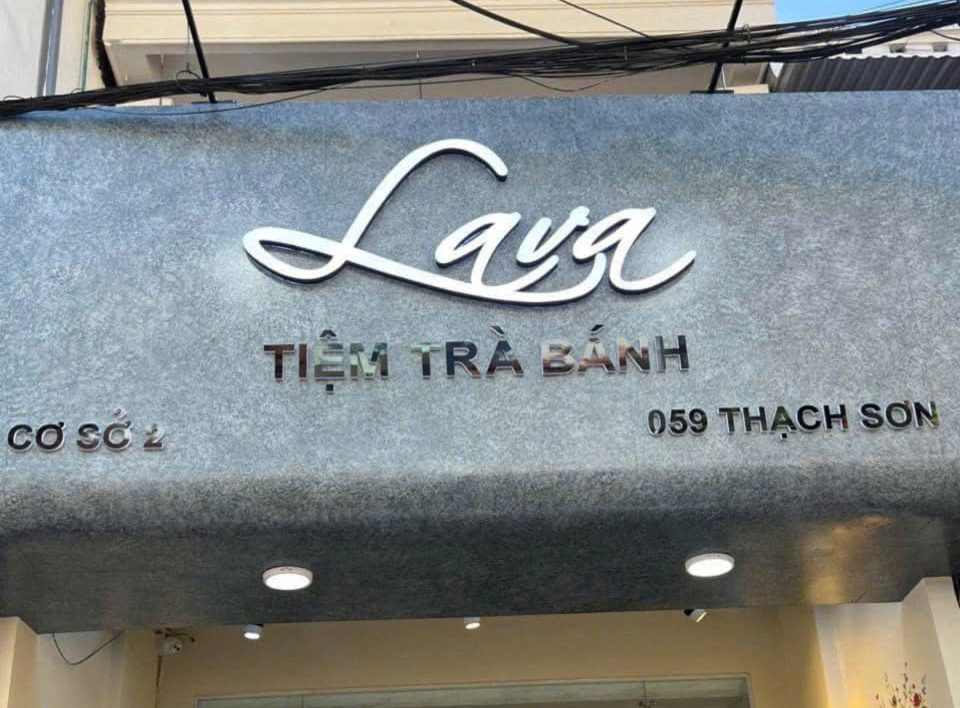 Lava
TIỆM TRÀ BÁNH
CƠ SỞ 2
059 THẠCH SƠN